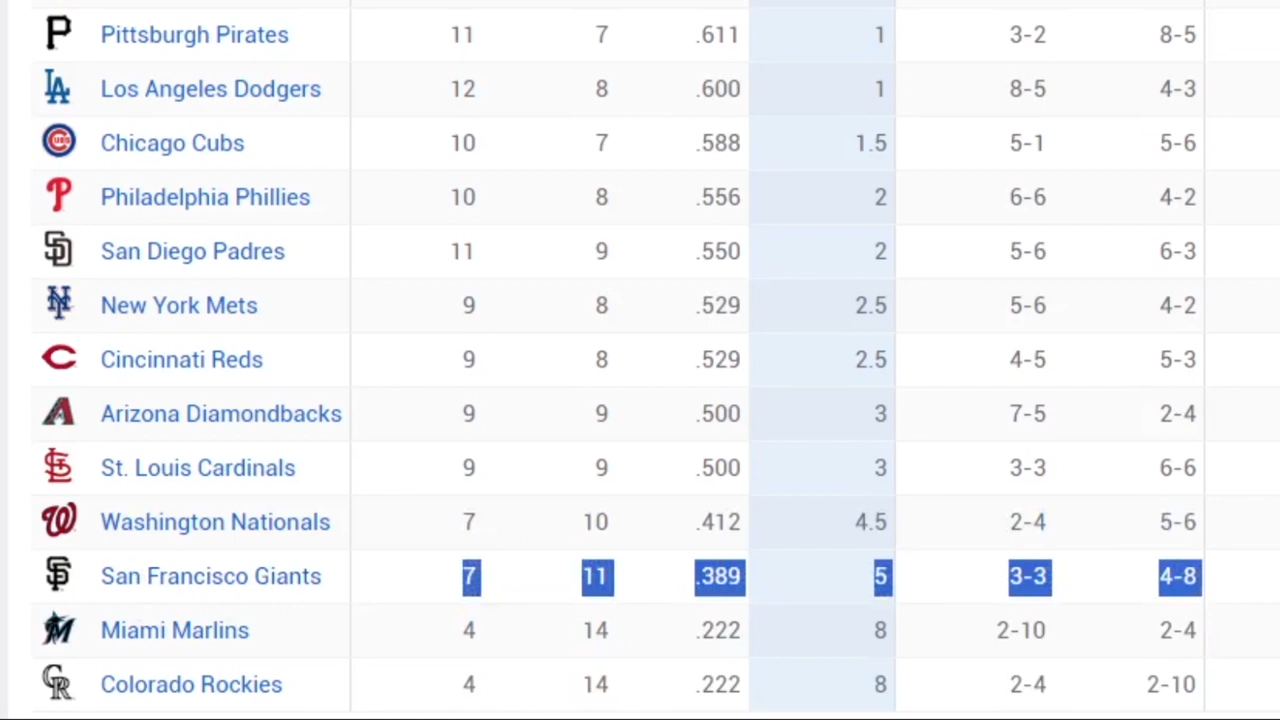 Pittsburgh Pirates 11 7 .611 1 3-2 8-5
Los Angeles Dodgers 12 8 .600 1 8-5 4-3
Chicago Cubs 10 7 .588 1.5 5-1 5-6
Philadelphia Phillies 10 8 .556 2 6-6 4-2
San Diego Padres 11 9 .550 2 5-6 6-3
New York Mets 9 8 .529 2.5 5-6 4-2
Cincinnati Reds 9 8 .529 2.5 4-5 5-3
Arizona Diamondbacks 9 9 .500 3 7-5 2-4
St. Louis Cardinals 9 9 .500 3 3-3 6-6
Washington Nationals 7 10 .412 4.5 2-4 5-6
San Francisco Giants 7 11 .389 5 3-3 4-8
Miami Marlins 4 14 .222 8 2-10 2-4
Colorado Rockies 4 14 .222 8 2-4 2-10